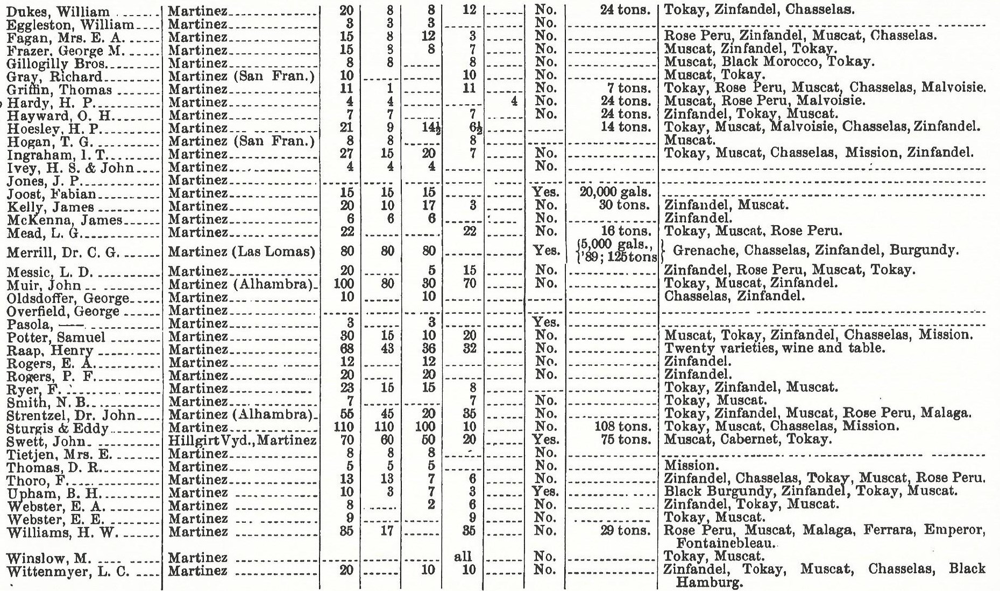 Dukes, William Martinez 20 8 8 12 No. 24 tons. Tokay, Zinfandel, Chasselas.
Eggleston, William Martinez 3 3 3 No.
Fagan, Mrs. E. A. Martinez 15 8 12 3 No. Rose Peru, Zinfandel, Muscat, Chasselas.
Frazer, George M. Martinez 15 8 8 7 No. Muscat, Zinfandel, Tokay.
Gillogilly Bros. Martinez 8 8 8 No. Muscat, Black Morocco, Tokay.
Gray, Richard Martinez (San Fran.) 10 10 No. Muscat, Tokay.
Griffin, Thomas Martinez 11 1 11 No. 7 tons. Tokay, Rose Peru, Muscat, Chasselas, Malvoisie.
Hardy, H. P. Martinez 4 4 4 No. 24 tons. Muscat, Rose Peru, Malvoisie.
Hayward, O. H. Martinez 7 7 7 No. 24 tons. Zinfandel, Tokay, Muscat.
Hoesley, H. P. Martinez 21 9 14½ 6½ 14 tons. Tokay, Muscat, Malvoisie, Chasselas, Zinfandel.
Hogan, T. G. Martinez (San Fran.) 8 8 8 Muscat.
Ingraham, I. T. Martinez 27 15 20 7 No. Tokay, Muscat, Chasselas, Mission, Zinfandel.
Ivey, H. S. & John Martinez 4 4 4 No.
Jones, J. P. Martinez
Joost, Fabian Martinez 15 15 15 Yes. 20,000 gals.
Kelly, James Martinez 20 10 17 3 No. 30 tons. Zinfandel, Muscat.
McKenna, James Martinez 6 6 6 No. Zinfandel.
Mead, L. G. Martinez 22 22 No. 16 tons. Tokay, Muscat, Rose Peru.
Merrill, Dr. C. G. Martinez (Las Lomas) 80 80 80 Yes. {5,000 gals., '89; 125 tons} Grenache, Chasselas, Zinfandel, Burgundy.
Messic, L. D. Martinez 20 5 15 No. Zinfandel, Rose Peru, Muscat, Tokay.
Muir, John Martinez (Alhambra) 100 80 30 70 No. Tokay, Muscat, Zinfandel.
Oldsdoffer, George Martinez 10 10 Chasselas, Zinfandel.
Overfield, George Martinez
Pasola, — Martinez 3 3 Yes.
Potter, Samuel Martinez 30 15 10 20 No. Muscat, Tokay, Zinfandel, Chasselas, Mission.
Raap, Henry Martinez 68 43 36 32 No. Twenty varieties, wine and table.
Rogers, E. A. Martinez 12 12 No. Zinfandel.
Rogers, P. F. Martinez 20 20 No. Zinfandel.
Ryer, F. Martinez 23 15 15 8 Tokay, Zinfandel, Muscat.
Smith, N. B. Martinez 7 7 No. Tokay, Muscat.
Strentzel, Dr. John Martinez (Alhambra) 55 45 20 35 No. Tokay, Zinfandel, Muscat, Rose Peru, Malaga.
Sturgis & Eddy Martinez 110 110 100 10 No. 108 tons. Tokay, Muscat, Chasselas, Mission.
Swett, John Hillgirt Vyd., Martinez 70 60 50 20 Yes. 75 tons. Muscat, Cabernet, Tokay.
Tietjen, Mrs. E. Martinez 8 8 8 No.
Thomas, D. R. Martinez 5 5 5 No. Mission.
Thoro, F. Martinez 13 13 7 6 No. Zinfandel, Chasselas, Tokay, Muscat, Rose Peru.
Upham, B. H. Martinez 10 3 7 3 Yes. Black Burgundy, Zinfandel, Tokay, Muscat.
Webster, E. A. Martinez 8 2 6 No. Zinfandel, Tokay, Muscat.
Webster, E. E. Martinez 9 9 No. Tokay, Muscat.
Williams, H. W. Martinez 35 17 35 No. 29 tons. Rose Peru, Muscat, Malaga, Ferrara, Emperor,
Fontainebleau.
Winslow, M. Martinez all No. Tokay, Muscat.
Wittenmyer, L. C. Martinez 20 10 10 No. Zinfandel, Tokay, Muscat, Chasselas, Black
Hamburg.